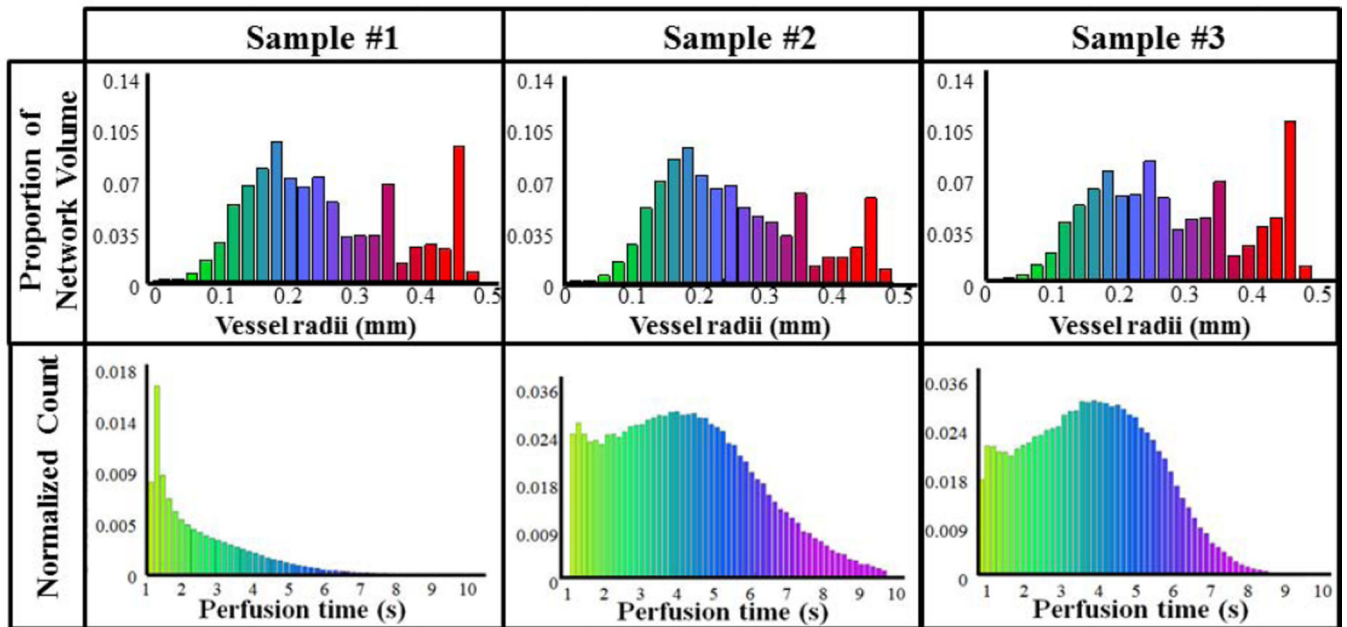 Sample #1 Sample #2 Sample #3
Proportion of
Network Volume
0.14
0.105
0.07
0.035
0
0 0.1 0.2 0.3 0.4 0.5
Vessel radii (mm)
0.14
0.105
0.07
0.035
0
0 0.1 0.2 0.3 0.4 0.5
Vessel radii (mm)
0.14
0.105
0.07
0.035
0
0 0.1 0.2 0.3 0.4 0.5
Vessel radii (mm)
Normalized Count
0.018
0.014
0.009
0.005
0
1 2 3 4 5 6 7 8 9 10
Perfusion time (s)
0.036
0.024
0.018
0.009
0
1 2 3 4 5 6 7 8 9 10
Perfusion time (s)
0.036
0.024
0.018
0.009
0
1 2 3 4 5 6 7 8 9 10
Perfusion time (s)